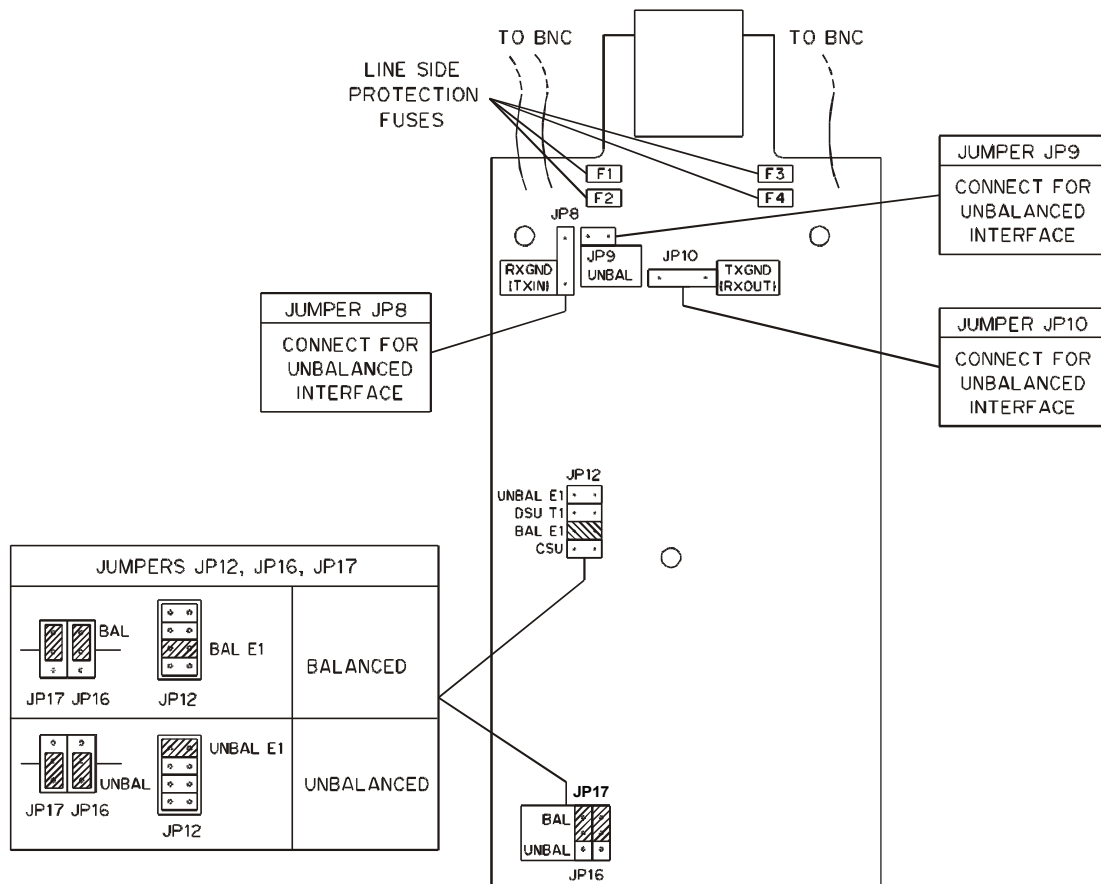 TO BNC
TO BNC
LINE SIDE
PROTECTION
FUSES
F1
F2
F3
F4
JUMPER JP9
CONNECT FOR
UNBALANCED
INTERFACE
JP8
JP9
UNBAL
RXGND
(TXIN)
JP10
TXGND
(RXOUT)
JUMPER JP8
CONNECT FOR
UNBALANCED
INTERFACE
JUMPER JP10
CONNECT FOR
UNBALANCED
INTERFACE
JP12
UNBAL E1
DSU T1
BAL E1
CSU
JUMPERS JP12, JP16, JP17
BAL
BAL E1
BALANCED
JP17 JP16
JP12
UNBAL E1
UNBAL
UNBALANCED
JP17 JP16
JP12
JP17
BAL
UNBAL
JP16